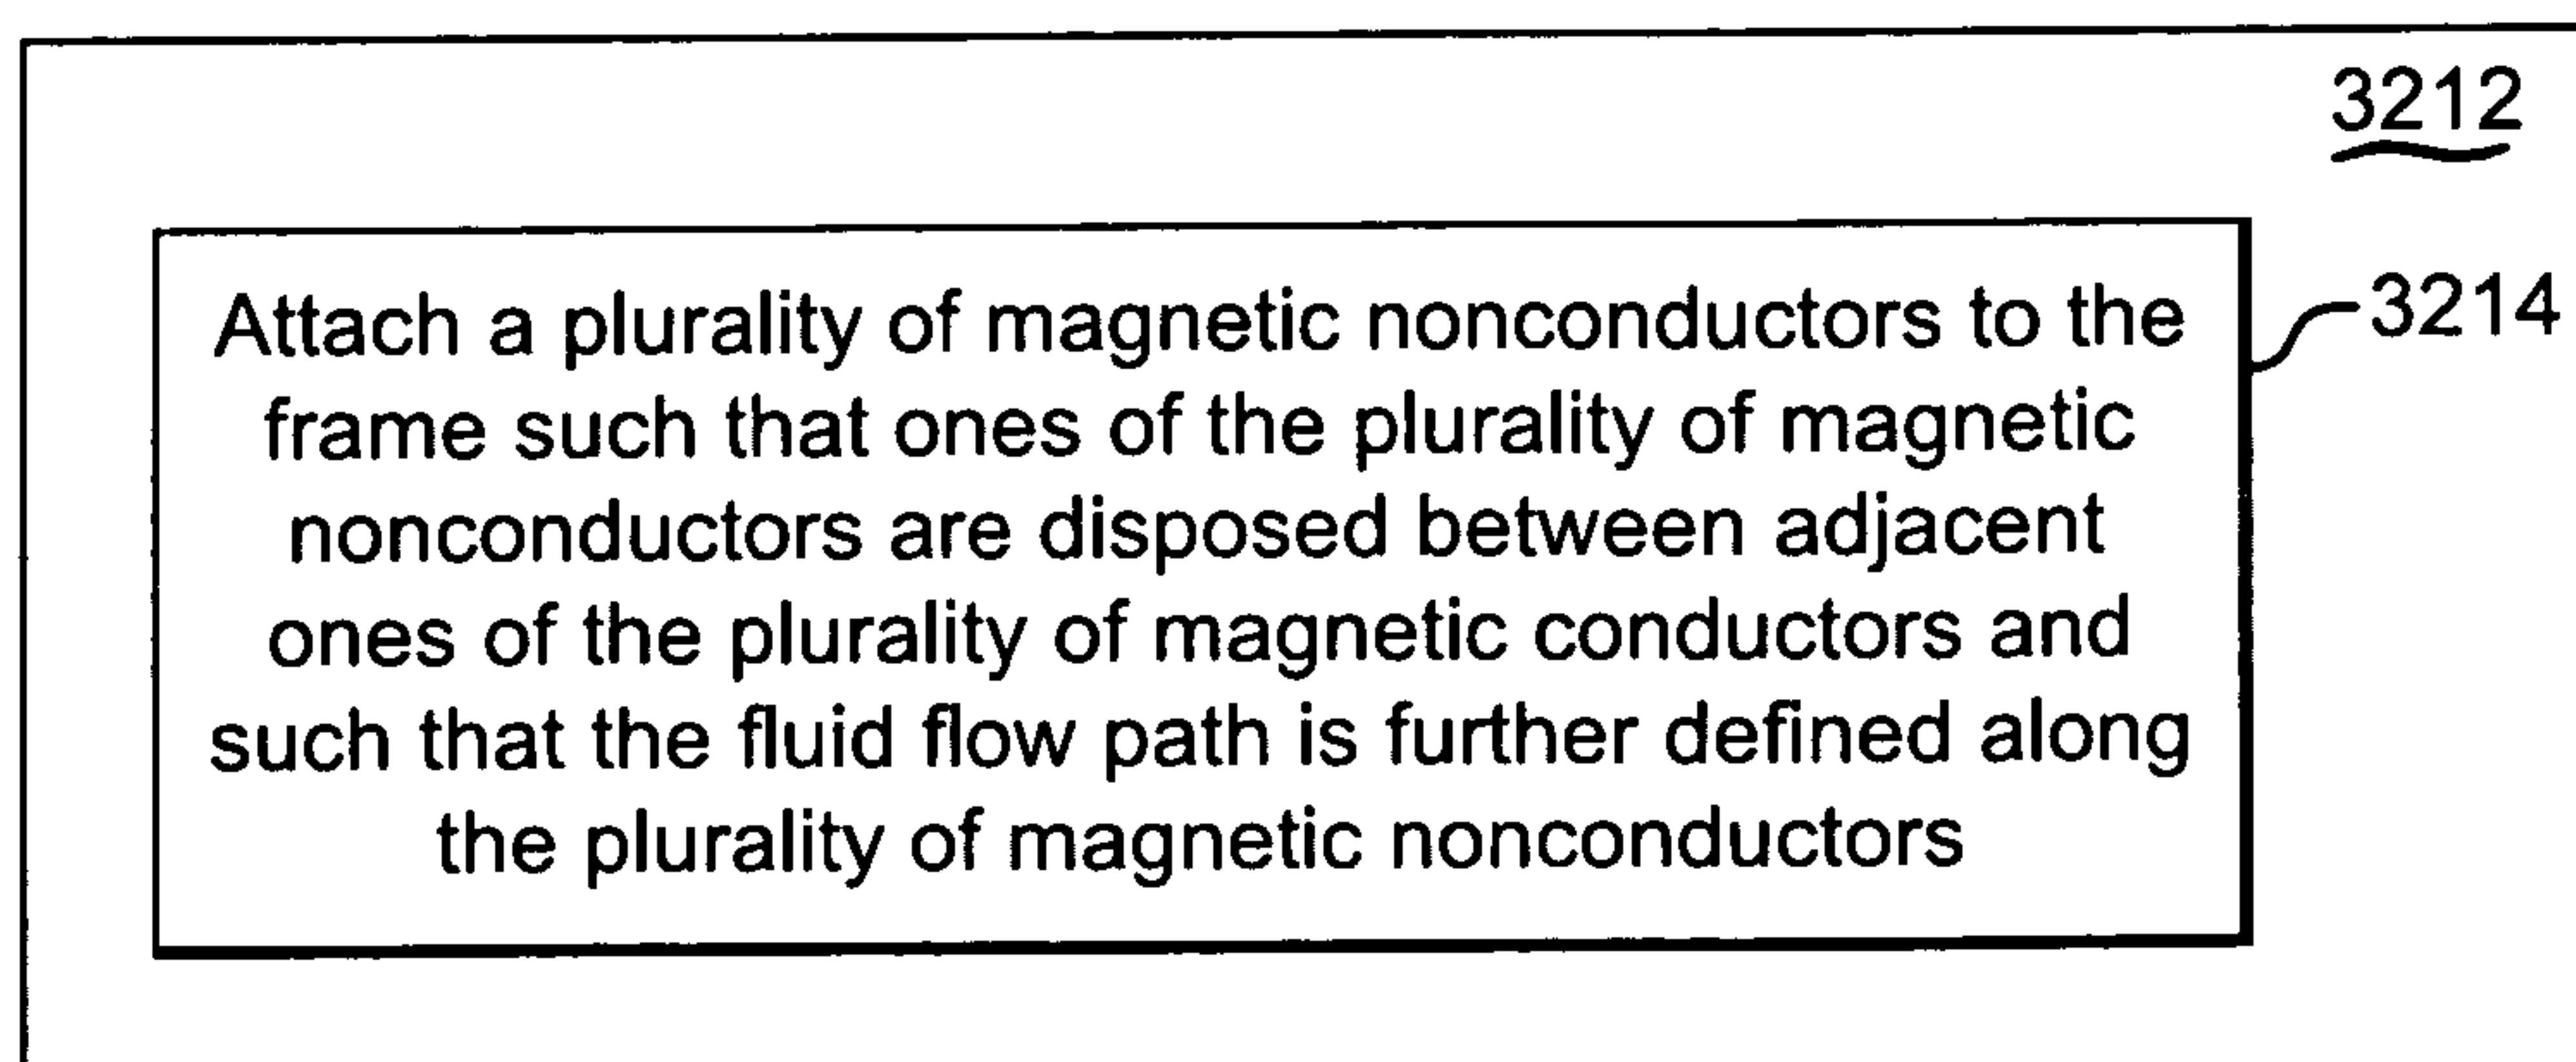 3212
Attach a plurality of magnetic nonconductors to the
3214
frame such that ones of the plurality of magnetic
nonconductors are disposed between adjacent
ones of the plurality of magnetic conductors and
such that the fluid flow path is further defined along
the plurality of magnetic nonconductors